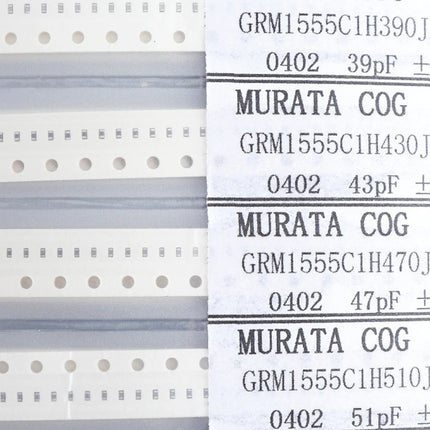 GRM1555C1H390J
0402 39pF ±
MURATA COG
GRM1555C1H430J
0402 43pF ±
MURATA COG
GRM1555C1H470J
0402 47pF ±
MURATA COG
GRM1555C1H510J
0402 51pF ±